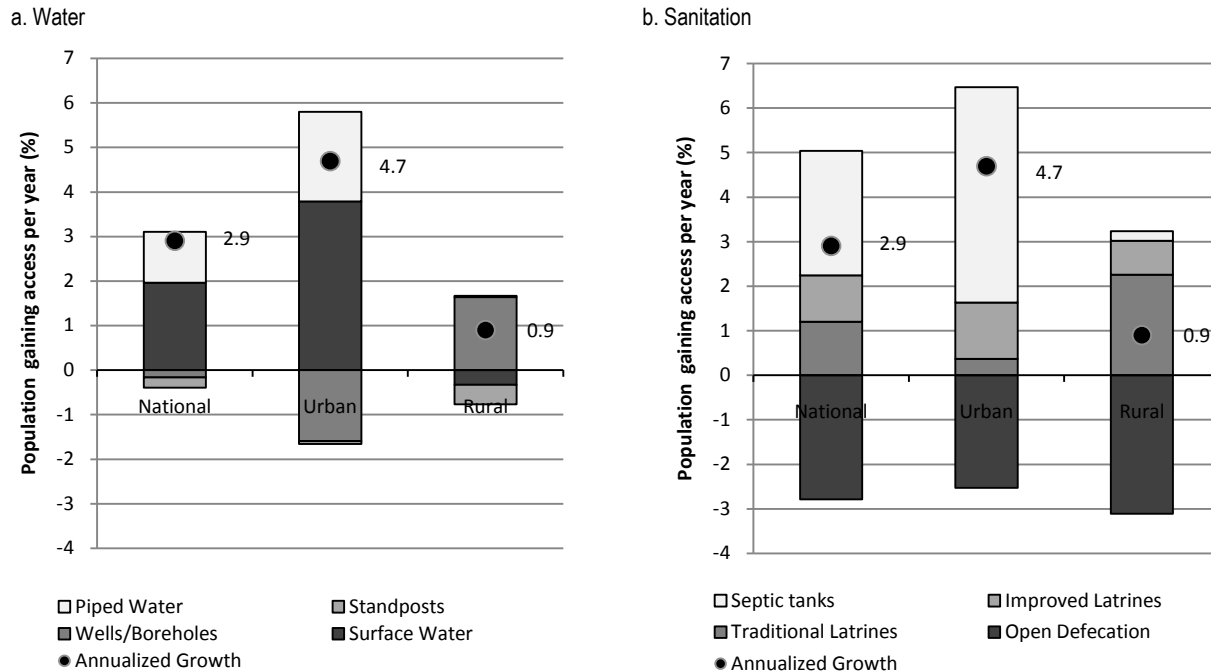 a. Water
Population gaining access per year (%)
7
6
5
4
3
2
1
0
-1
-2
-3
-4
2.9
4.7
0.9
National Urban Rural
Piped Water Standposts
Wells/Boreholes Surface Water
Annualized Growth
b. Sanitation
Population gaining access per year (%)
7
6
5
4
3
2
1
0
-1
-2
-3
-4
2.9
4.7
0.9
National Urban Rural
Septic tanks Improved Latrines
Traditional Latrines Open Defecation
Annualized Growth